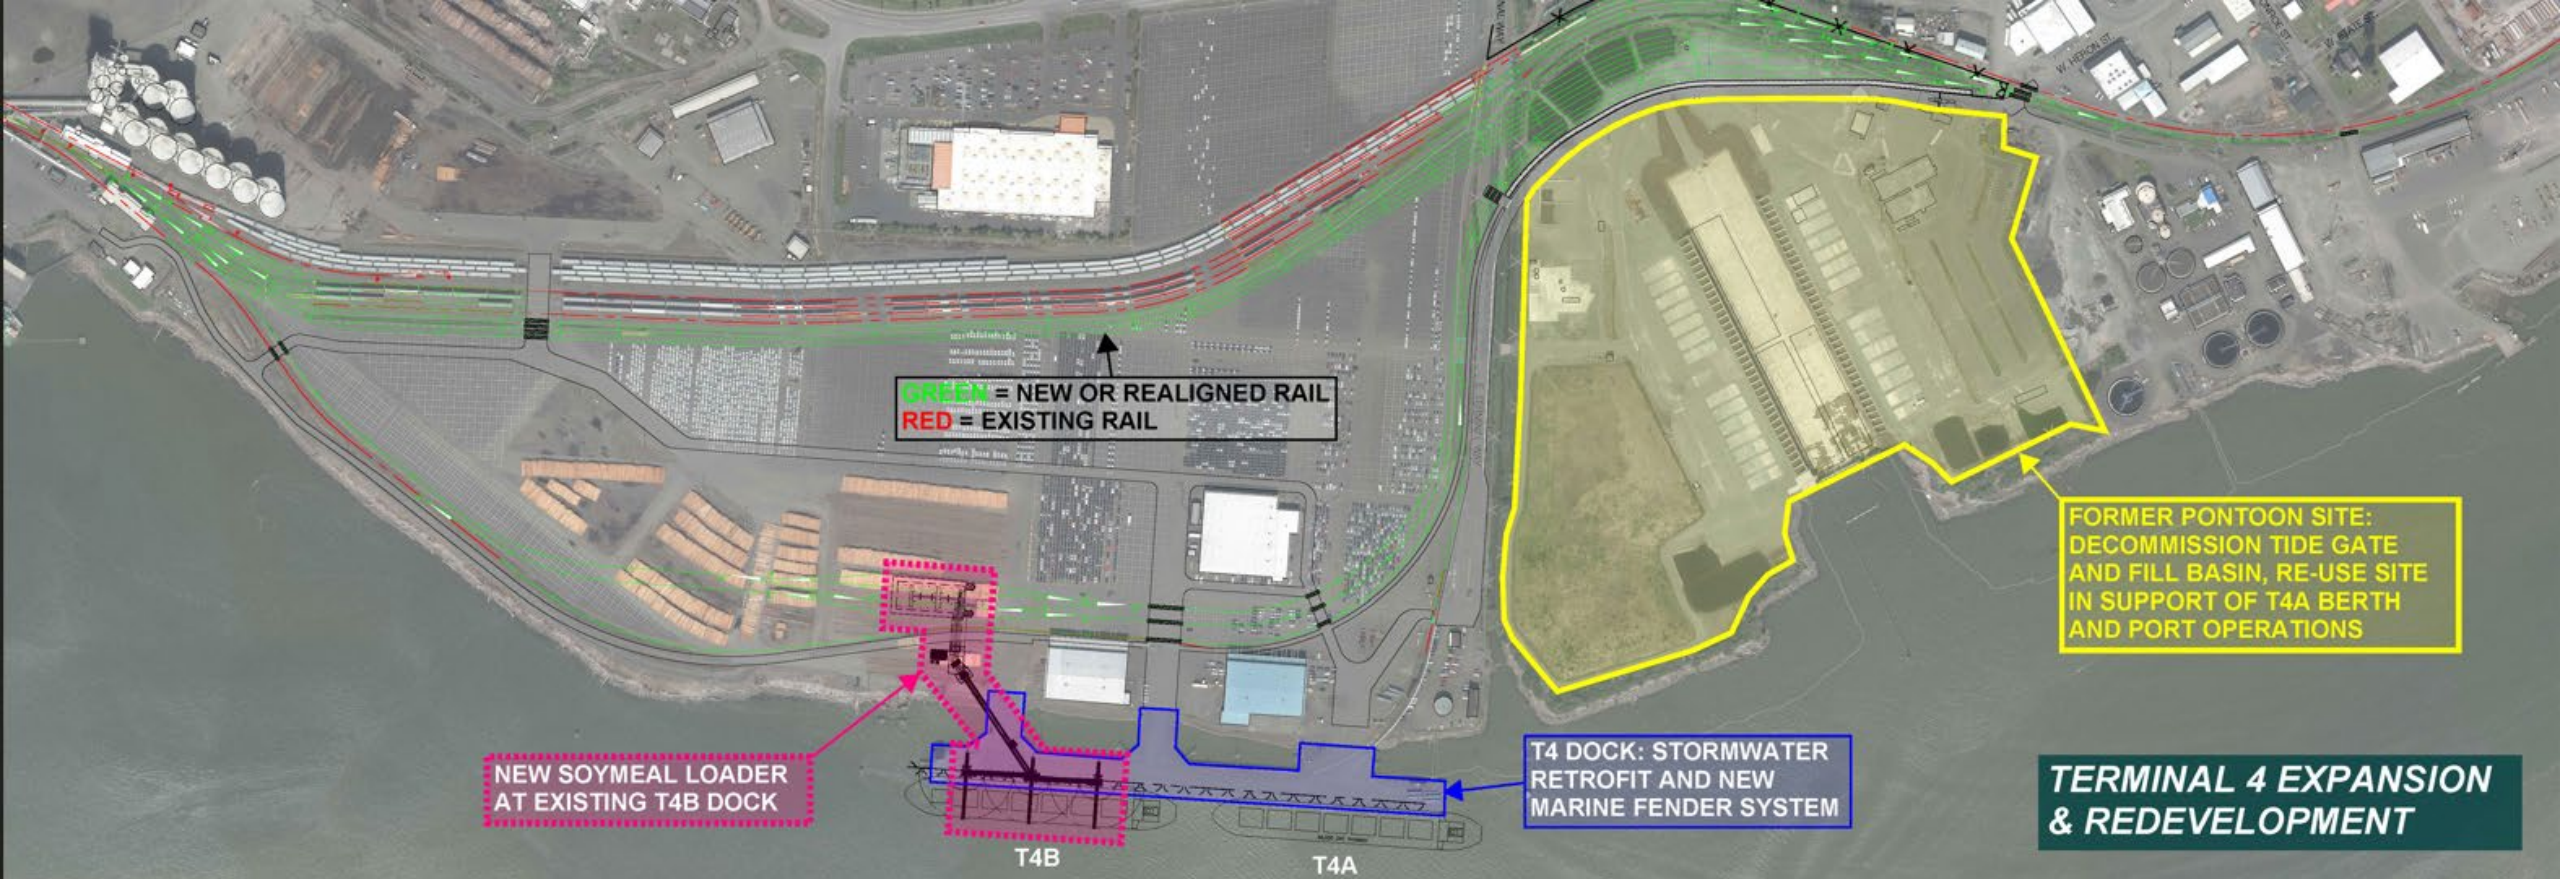 W. HERON ST.
GREEN = NEW OR REALIGNED RAIL
RED = EXISTING RAIL
FORMER PONTOON SITE:
DECOMMISSION TIDE GATE
AND FILL BASIN, RE-USE SITE
IN SUPPORT OF T4A BERTH
AND PORT OPERATIONS
NEW SOYMEAL LOADER
AT EXISTING T4B DOCK
T4 DOCK: STORMWATER
RETROFIT AND NEW
MARINE FENDER SYSTEM
TERMINAL 4 EXPANSION
& REDEVELOPMENT
T4B
T4A